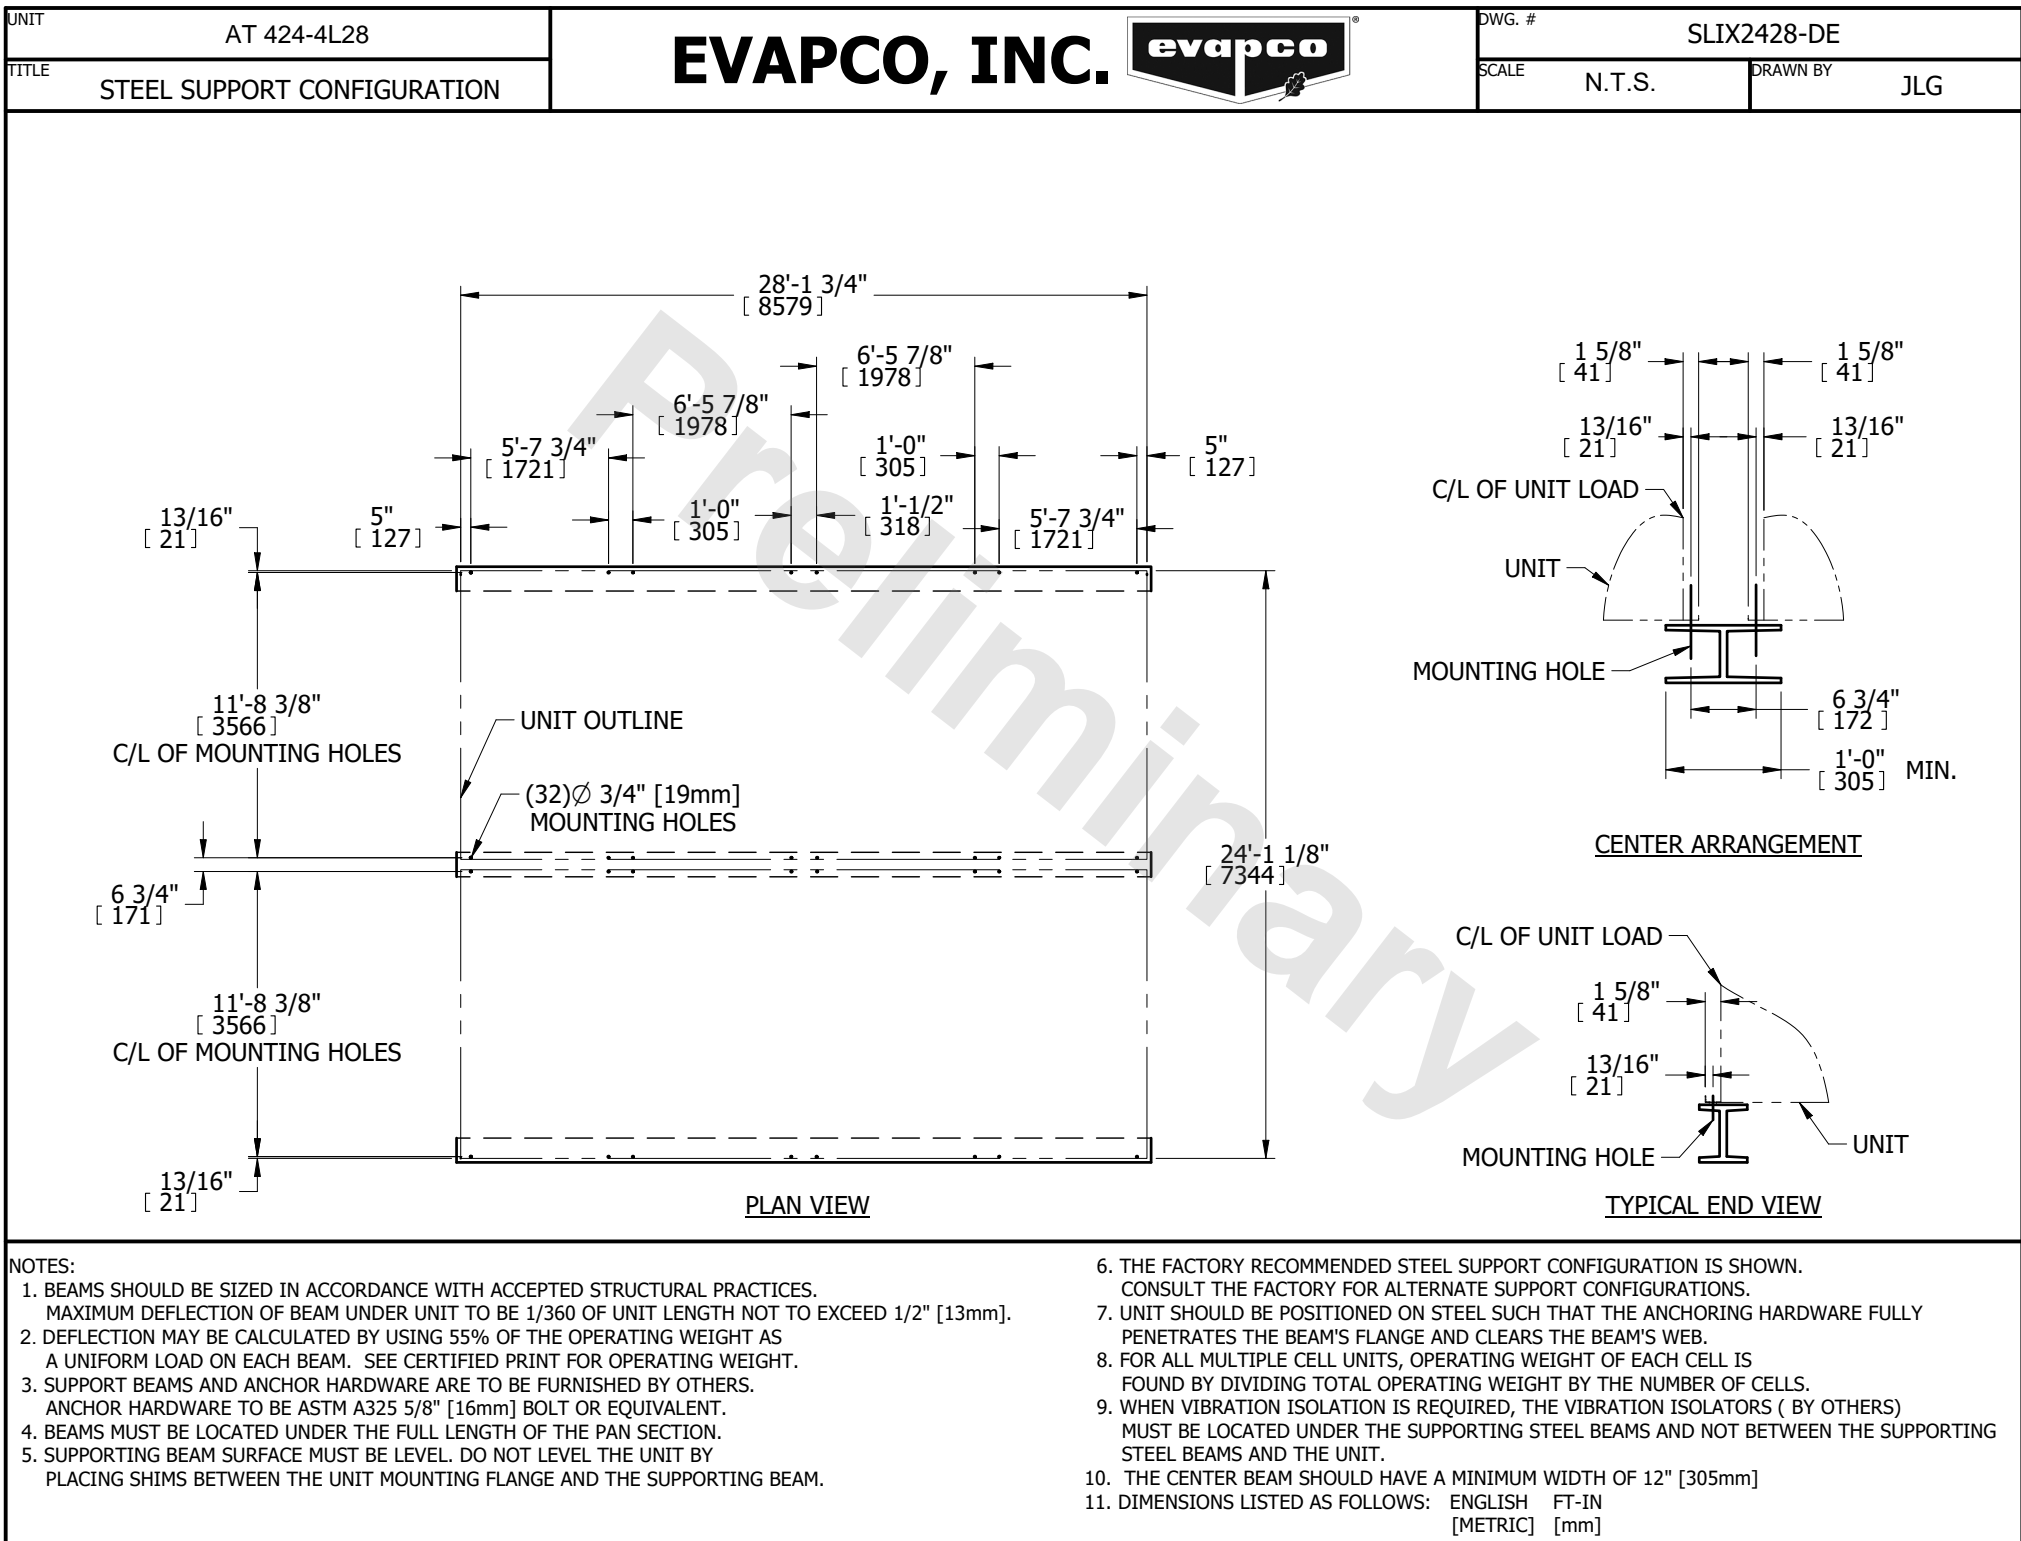 UNIT
AT 424-4L28
TITLE
STEEL SUPPORT CONFIGURATION
EVAPCO, INC.
evapco
®
DWG. #
SLIX2428-DE
SCALE
N.T.S.
DRAWN BY
JLG
28'-1 3/4"
[ 8579 ]
6'-5 7/8"
[ 1978 ]
6'-5 7/8"
[ 1978 ]
5'-7 3/4"
[ 1721 ]
1'-0"
[ 305 ]
5"
[ 127 ]
13/16"
[ 21 ]
5"
[ 127 ]
1'-0"
[ 305 ]
1'-1/2"
[ 318 ]
5'-7 3/4"
[ 1721 ]
11'-8 3/8"
[ 3566 ]
C/L OF MOUNTING HOLES
UNIT OUTLINE
(32)Ø 3/4" [19mm]
MOUNTING HOLES
6 3/4"
[ 171 ]
24'-1 1/8"
[ 7344 ]
11'-8 3/8"
[ 3566 ]
C/L OF MOUNTING HOLES
13/16"
[ 21 ]
PLAN VIEW
Preliminary
1 5/8"
[ 41 ]
1 5/8"
[ 41 ]
13/16"
[ 21 ]
13/16"
[ 21 ]
C/L OF UNIT LOAD
UNIT
MOUNTING HOLE
6 3/4"
[ 172 ]
1'-0"
[ 305 ]
MIN.
CENTER ARRANGEMENT
C/L OF UNIT LOAD
1 5/8"
[ 41 ]
13/16"
[ 21 ]
MOUNTING HOLE
UNIT
TYPICAL END VIEW
NOTES:
1. BEAMS SHOULD BE SIZED IN ACCORDANCE WITH ACCEPTED STRUCTURAL PRACTICES.
MAXIMUM DEFLECTION OF BEAM UNDER UNIT TO BE 1/360 OF UNIT LENGTH NOT TO EXCEED 1/2" [13mm].
2. DEFLECTION MAY BE CALCULATED BY USING 55% OF THE OPERATING WEIGHT AS
A UNIFORM LOAD ON EACH BEAM. SEE CERTIFIED PRINT FOR OPERATING WEIGHT.
3. SUPPORT BEAMS AND ANCHOR HARDWARE ARE TO BE FURNISHED BY OTHERS.
ANCHOR HARDWARE TO BE ASTM A325 5/8" [16mm] BOLT OR EQUIVALENT.
4. BEAMS MUST BE LOCATED UNDER THE FULL LENGTH OF THE PAN SECTION.
5. SUPPORTING BEAM SURFACE MUST BE LEVEL. DO NOT LEVEL THE UNIT BY
PLACING SHIMS BETWEEN THE UNIT MOUNTING FLANGE AND THE SUPPORTING BEAM.
6. THE FACTORY RECOMMENDED STEEL SUPPORT CONFIGURATION IS SHOWN.
CONSULT THE FACTORY FOR ALTERNATE SUPPORT CONFIGURATIONS.
7. UNIT SHOULD BE POSITIONED ON STEEL SUCH THAT THE ANCHORING HARDWARE FULLY
PENETRATES THE BEAM'S FLANGE AND CLEARS THE BEAM'S WEB.
8. FOR ALL MULTIPLE CELL UNITS, OPERATING WEIGHT OF EACH CELL IS
FOUND BY DIVIDING TOTAL OPERATING WEIGHT BY THE NUMBER OF CELLS.
9. WHEN VIBRATION ISOLATION IS REQUIRED, THE VIBRATION ISOLATORS ( BY OTHERS)
MUST BE LOCATED UNDER THE SUPPORTING STEEL BEAMS AND NOT BETWEEN THE SUPPORTING
STEEL BEAMS AND THE UNIT.
10. THE CENTER BEAM SHOULD HAVE A MINIMUM WIDTH OF 12" [305mm]
11. DIMENSIONS LISTED AS FOLLOWS: ENGLISH FT-IN
[METRIC] [mm]